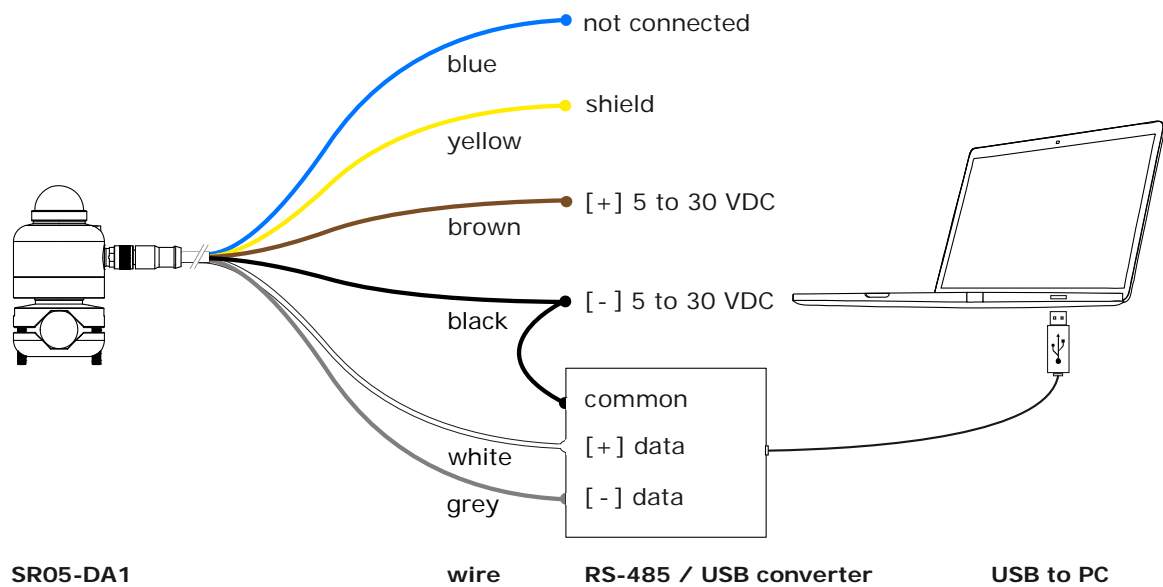 not connected
blue
shield
yellow
[+] 5 to 30 VDC
brown
[-] 5 to 30 VDC
black
common
[+] data
white
[-] data
grey
SR05-DA1 wire RS-485 / USB converter USB to PC